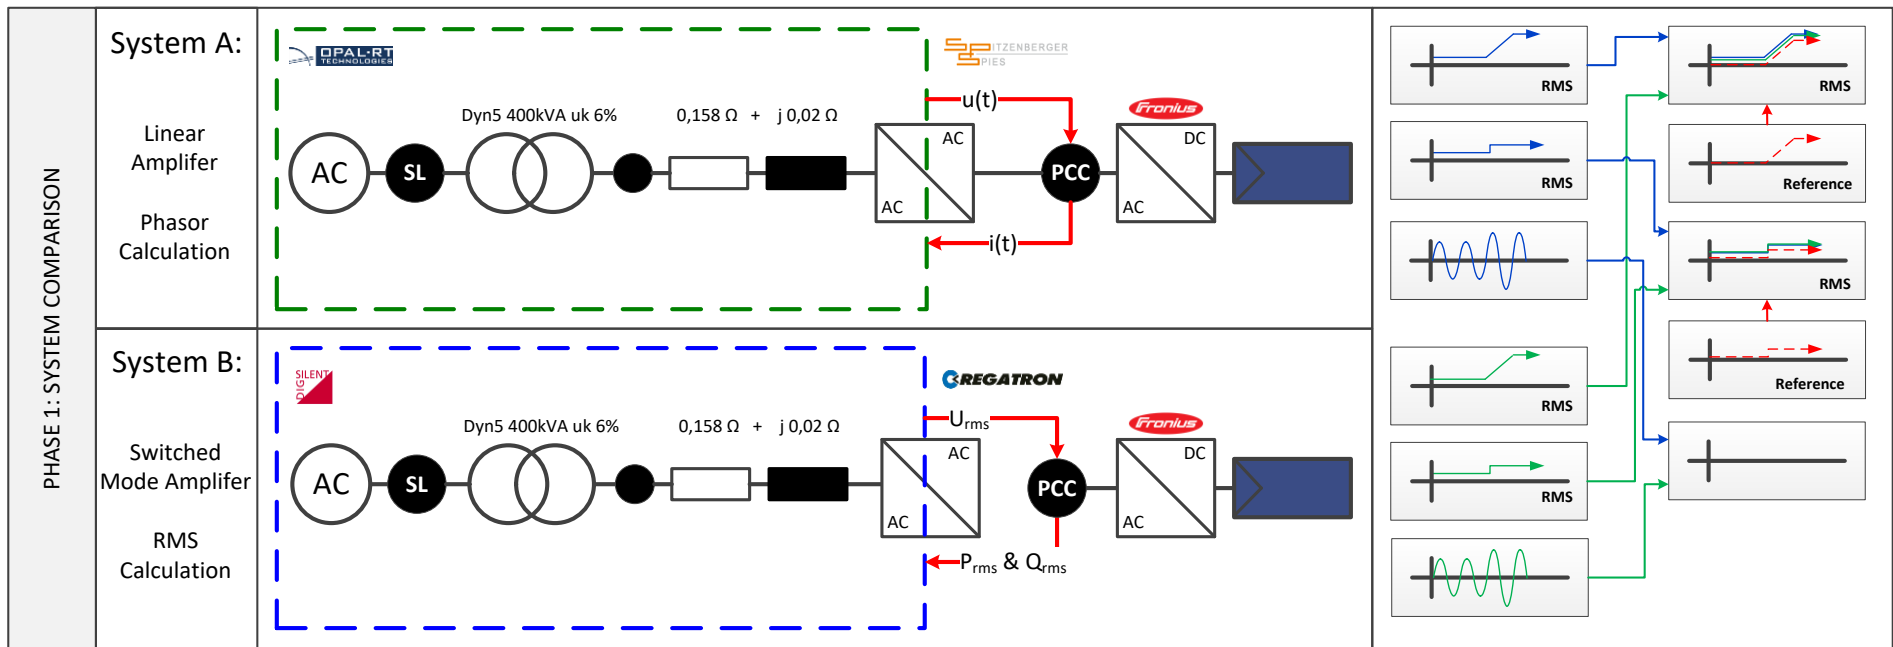 PHASE 1: SYSTEM COMPARISON
System A:
Linear
Amplifer
Phasor
Calculation
OPAL-RT
TECHNOLOGIES
SPITZENBERGER
SPIES
Dyn5 400kVA uk 6%
0,158 Ω + j 0,02 Ω
u(t)
Fronius
AC
SL
AC
AC
PCC
DC
AC
i(t)
System B:
Switched
Mode Amplifer
RMS
Calculation
DIGSILENT
REGATRON
Dyn5 400kVA uk 6%
0,158 Ω + j 0,02 Ω
Urms
Fronius
AC
SL
AC
AC
PCC
DC
AC
Prms & Qrms
RMS
RMS
RMS
Reference
RMS
Reference
RMS
RMS